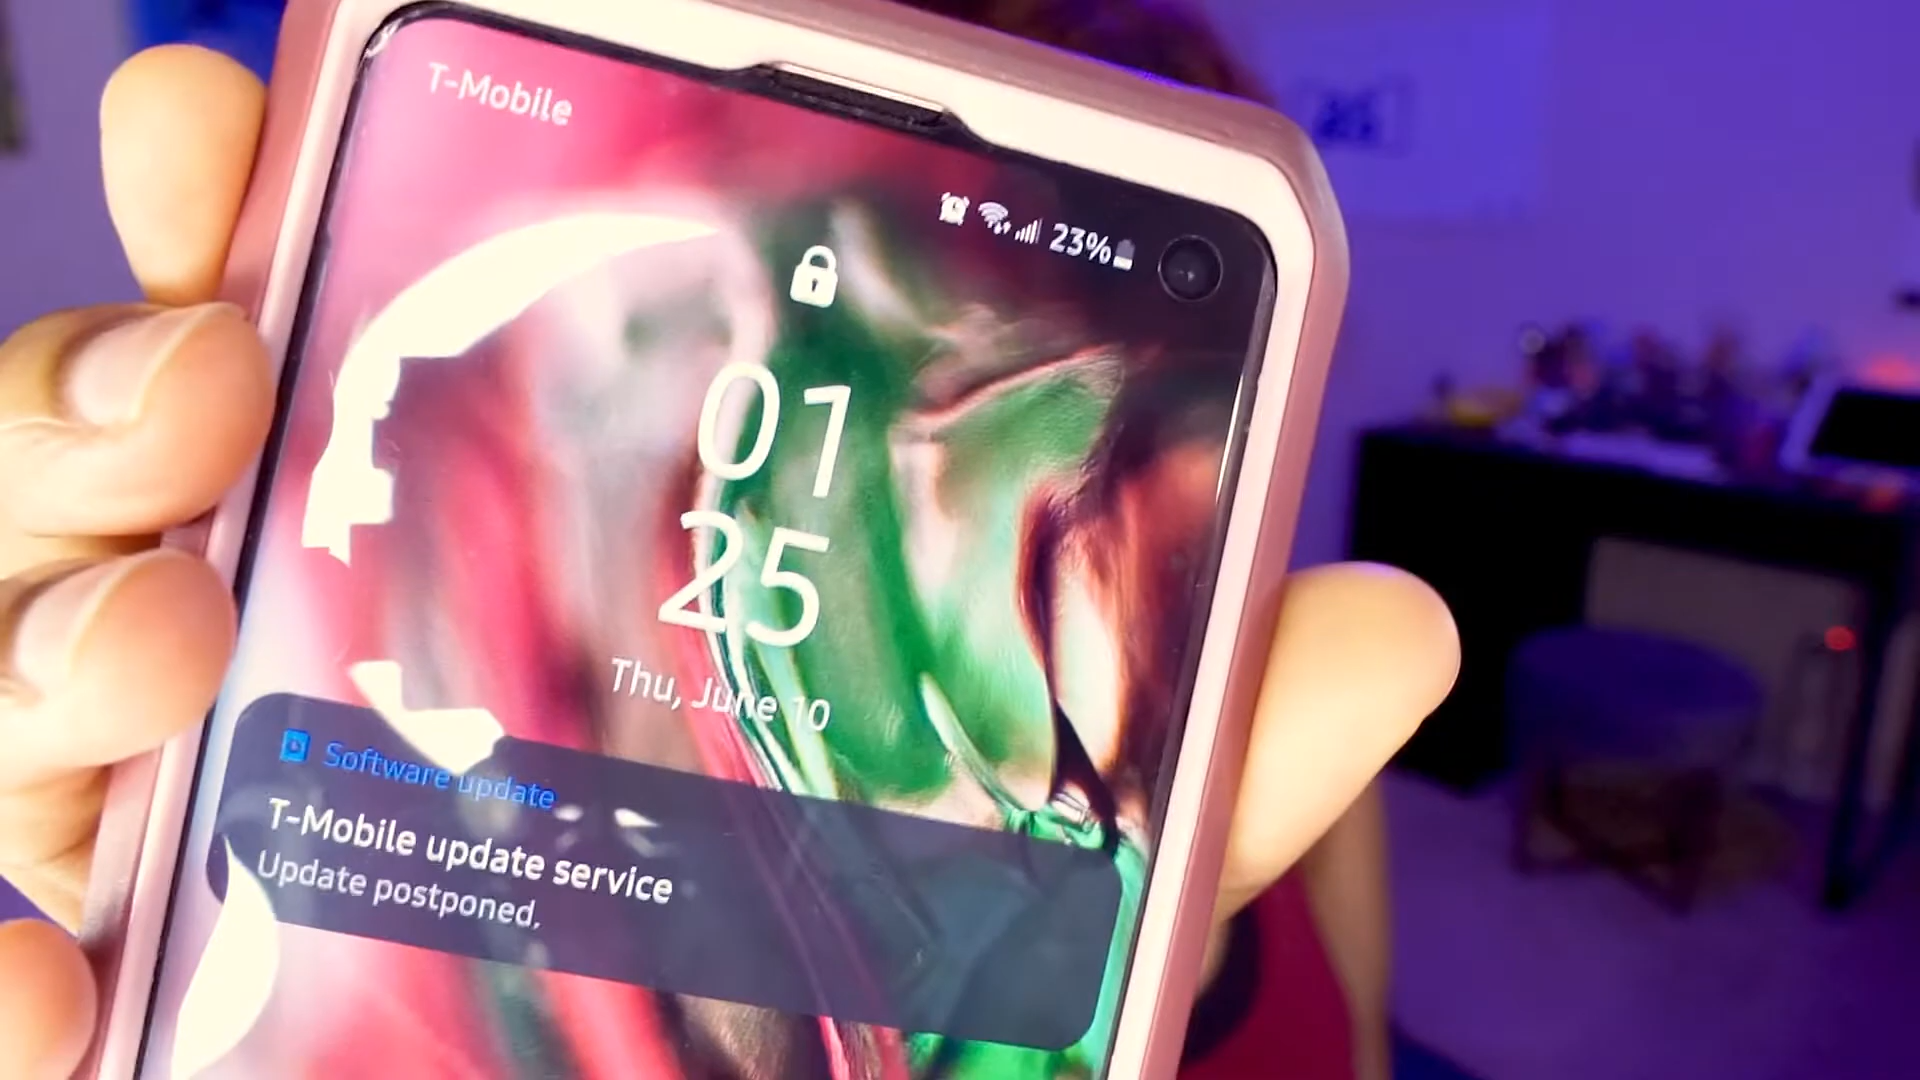 T-Mobile
23%
01
25
Thu, June 10
Software update
T-Mobile update service
Update postponed.